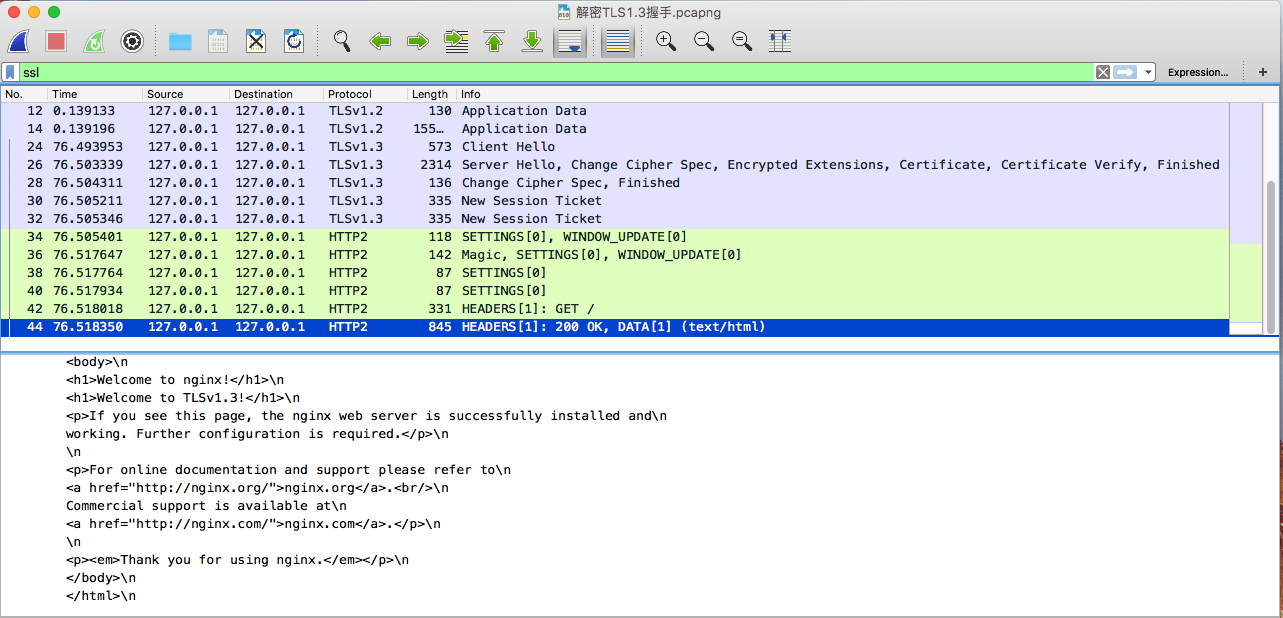 解密TLS1.3握手.pcapng
ssl
Expression... +
No. Time Source Destination Protocol Length Info
12 0.139133 127.0.0.1 127.0.0.1 TLSv1.2 130 Application Data
14 0.139196 127.0.0.1 127.0.0.1 TLSv1.2 155… Application Data
24 76.493953 127.0.0.1 127.0.0.1 TLSv1.3 573 Client Hello
26 76.503339 127.0.0.1 127.0.0.1 TLSv1.3 2314 Server Hello, Change Cipher Spec, Encrypted Extensions, Certificate, Certificate Verify, Finished
28 76.504311 127.0.0.1 127.0.0.1 TLSv1.3 136 Change Cipher Spec, Finished
30 76.505211 127.0.0.1 127.0.0.1 TLSv1.3 335 New Session Ticket
32 76.505346 127.0.0.1 127.0.0.1 TLSv1.3 335 New Session Ticket
34 76.505401 127.0.0.1 127.0.0.1 HTTP2 118 SETTINGS[0], WINDOW_UPDATE[0]
36 76.517647 127.0.0.1 127.0.0.1 HTTP2 142 Magic, SETTINGS[0], WINDOW_UPDATE[0]
38 76.517764 127.0.0.1 127.0.0.1 HTTP2 87 SETTINGS[0]
40 76.517934 127.0.0.1 127.0.0.1 HTTP2 87 SETTINGS[0]
42 76.518018 127.0.0.1 127.0.0.1 HTTP2 331 HEADERS[1]: GET /
44 76.518350 127.0.0.1 127.0.0.1 HTTP2 845 HEADERS[1]: 200 OK, DATA[1] (text/html)
<body>\n
<h1>Welcome to nginx!</h1>\n
<h1>Welcome to TLSv1.3!</h1>\n
<p>If you see this page, the nginx web server is successfully installed and\n
working. Further configuration is required.</p>\n
\n
<p>For online documentation and support please refer to\n
<a href="http://nginx.org/">nginx.org</a>.<br/>\n
Commercial support is available at\n
<a href="http://nginx.com/">nginx.com</a>.</p>\n
\n
<p><em>Thank you for using nginx.</em></p>\n
</body>\n
</html>\n